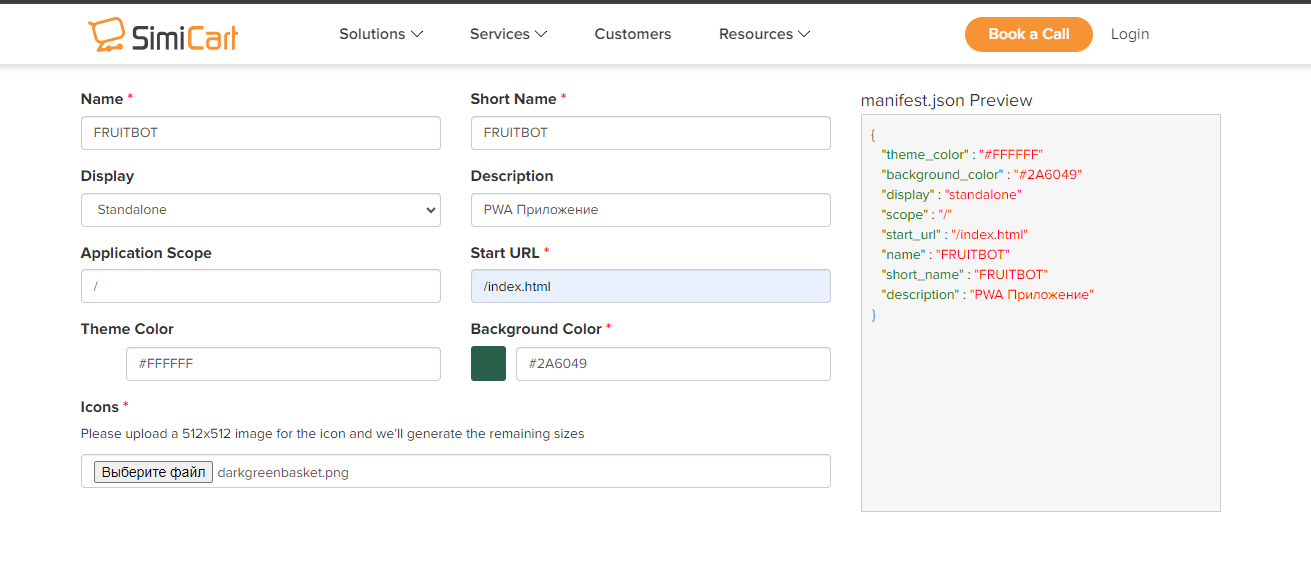 SimiCart
Solutions Services Customers Resources Book a Call Login
Name * Short Name *
FRUITBOT FRUITBOT
Display Description
Standalone PWA Приложение
Application Scope Start URL *
/ /index.html
Theme Color Background Color *
#FFFFFF #2A6049
Icons *
Please upload a 512x512 image for the icon and we'll generate the remaining sizes
Выберите файл darkgreenbasket.png
manifest.json Preview
{
"theme_color" : "#FFFFFF"
"background_color" : "#2A6049"
"display" : "standalone"
"scope" : "/"
"start_url" : "/index.html"
"name" : "FRUITBOT"
"short_name" : "FRUITBOT"
"description" : "PWA Приложение"
}